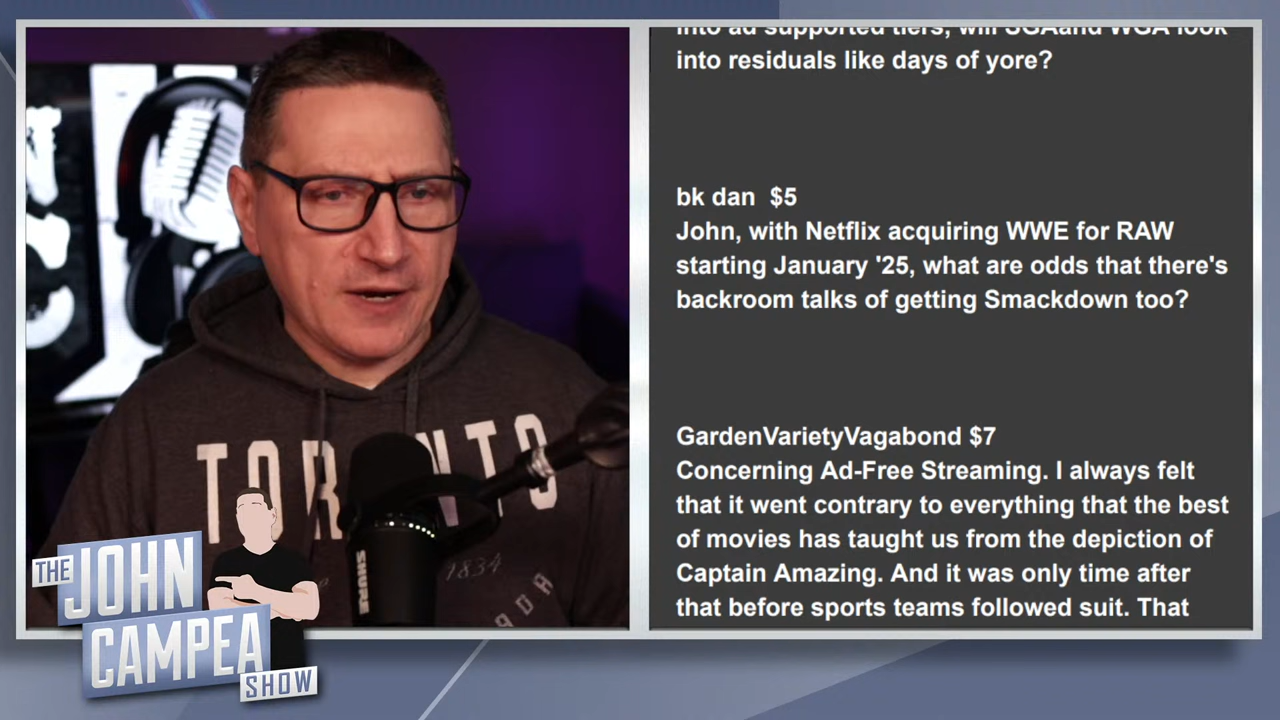 into ad supported tiers, will SGAand WGA look
into residuals like days of yore?
bk dan $5
John, with Netflix acquiring WWE for RAW
starting January '25, what are odds that there's
backroom talks of getting Smackdown too?
GardenVarietyVagabond $7
Concerning Ad-Free Streaming. I always felt
that it went contrary to everything that the best
of movies has taught us from the depiction of
Captain Amazing. And it was only time after
that before sports teams followed suit. That
TORONTO
1834
SHURE
THE
JOHN
CAMPEA
SHOW